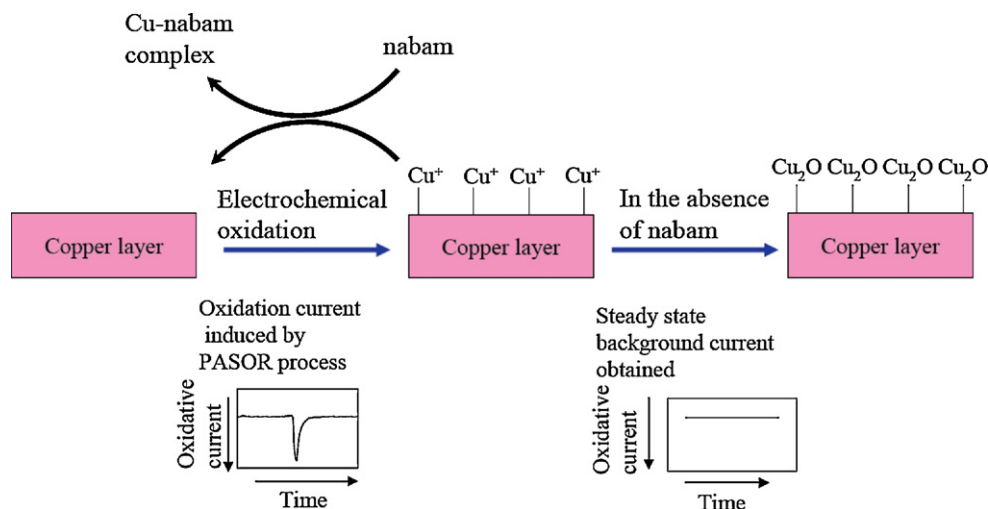 Cu-nabam
complex
nabam
Cu⁺ Cu⁺ Cu⁺ Cu⁺
Cu₂O Cu₂O Cu₂O Cu₂O
Electrochemical
oxidation
In the absence
of nabam
Copper layer
Copper layer
Copper layer
Oxidation current
induced by
PASOR process
Steady state
background current
obtained
Oxidative
current
Time
Oxidative
current
Time